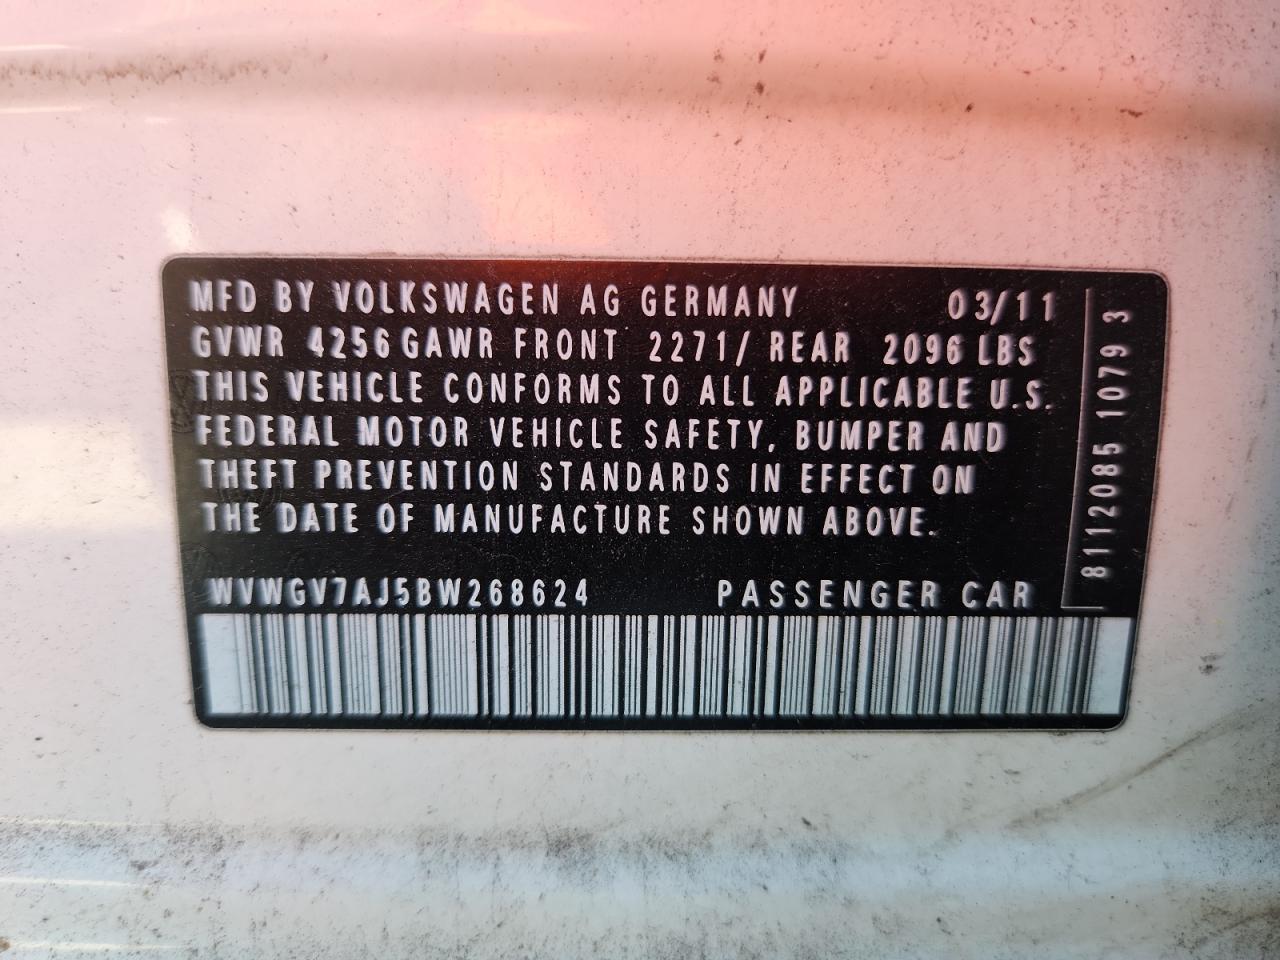 MFD BY VOLKSWAGEN AG GERMANY 03/11
GVWR 4256 GAWR FRONT 2271/ REAR 2096 LBS
THIS VEHICLE CONFORMS TO ALL APPLICABLE U.S.
FEDERAL MOTOR VEHICLE SAFETY, BUMPER AND
THEFT PREVENTION STANDARDS IN EFFECT ON
THE DATE OF MANUFACTURE SHOWN ABOVE.
WVWGV7AJ5BW268624 PASSENGER CAR
8112085 1079 3